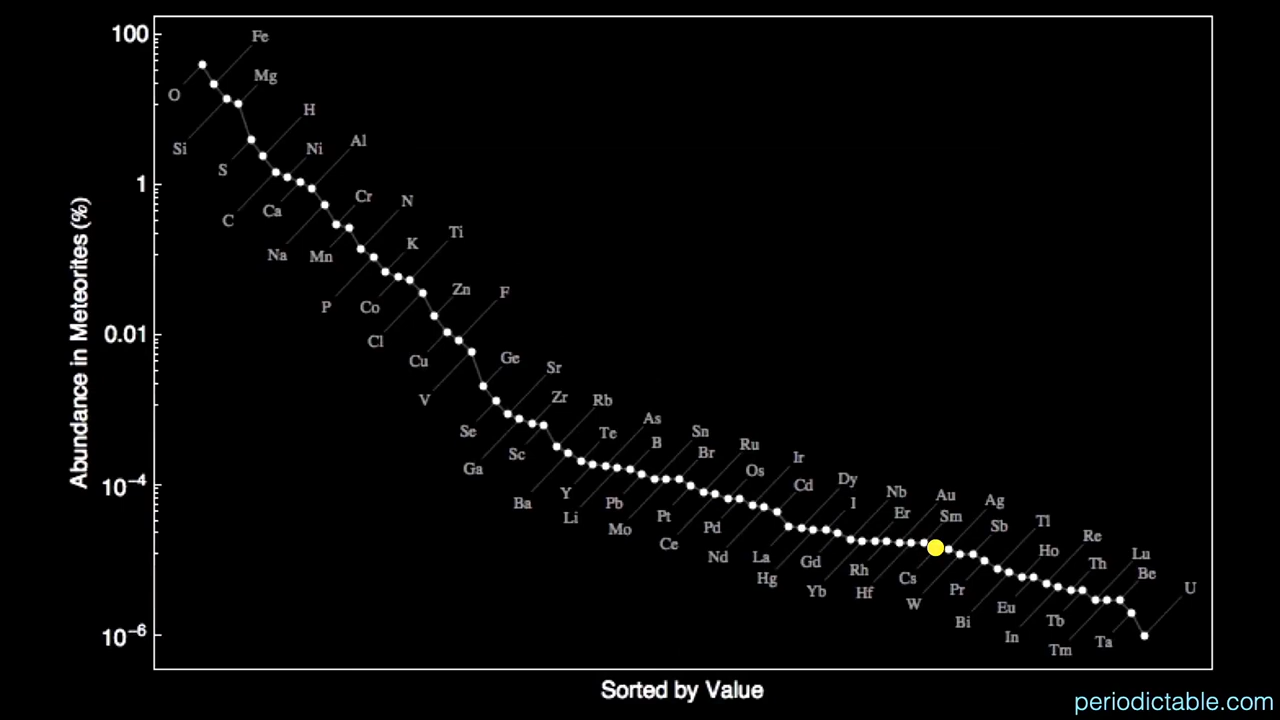 100
Fe
Mg
O
H
Al
Si
Ni
S
1
Cr
N
C
Ca
Ti
K
Na
Mn
Zn
F
P
Co
0.01
Cl
Cu
Ge
Sr
V
Zr
Rb
As
Se
Te
B
Sn
Ru
Sc
Br
Ir
Ga
Os
10⁻⁴
Cd
Dy
Ba
Y
Pb
I
Nb
Au
Ag
Li
Mo
Pt
Er
Sm
Sb
Tl
Ce
Pd
Re
Nd
La
Gd
Ho
Lu
Hg
Yb
Rh
Cs
Th
Be
Hf
W
Pr
U
Bi
Eu
Tb
10⁻⁶
In
Tm
Ta
Abundance in Meteorites (%)
Sorted by Value
periodictable.com